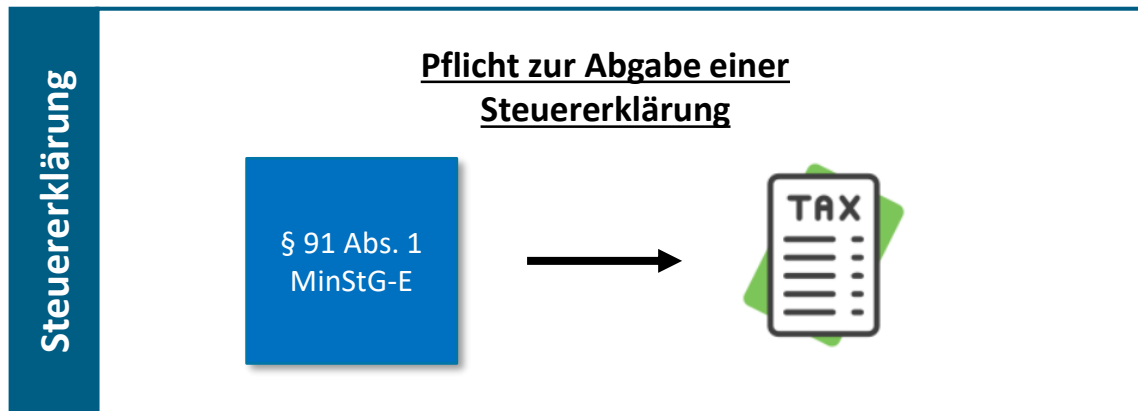 Steuererklärung
Pflicht zur Abgabe einer
Steuererklärung
§ 91 Abs. 1
MinStG-E
TAX